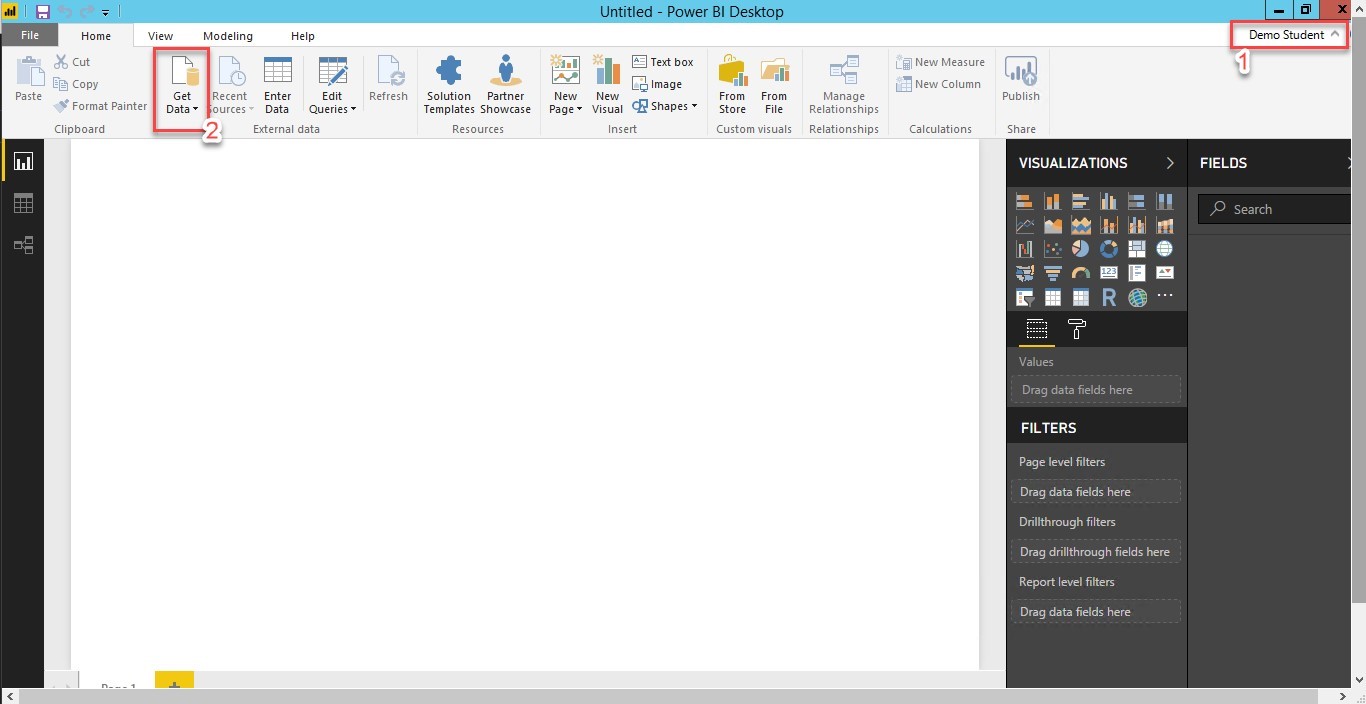 Untitled - Power BI Desktop
File
Home
View
Modeling
Help
Demo Student
1
Paste
Cut
Copy
Format Painter
Clipboard
Get
Data
2
Recent
Sources
Enter
Data
Edit
Queries
Refresh
External data
Solution
Templates
Partner
Showcase
Resources
New
Page
New
Visual
Text box
Image
Shapes
Insert
From
Store
From
File
Custom visuals
Manage
Relationships
Relationships
New Measure
New Column
Calculations
Publish
Share
VISUALIZATIONS
FIELDS
Search
123
R
Values
Drag data fields here
FILTERS
Page level filters
Drag data fields here
Drillthrough filters
Drag drillthrough fields here
Report level filters
Drag data fields here
Page 1